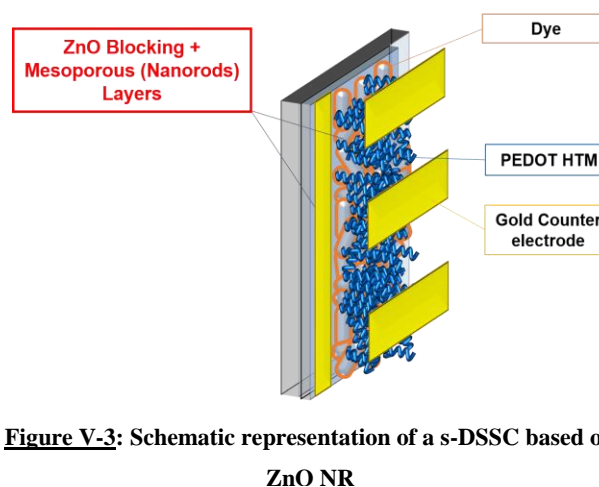 ZnO Blocking +
Mesoporous (Nanorods)
Layers
Dye
PEDOT HTM
Gold Counter
electrode
Figure V-3: Schematic representation of a s-DSSC based o
ZnO NR